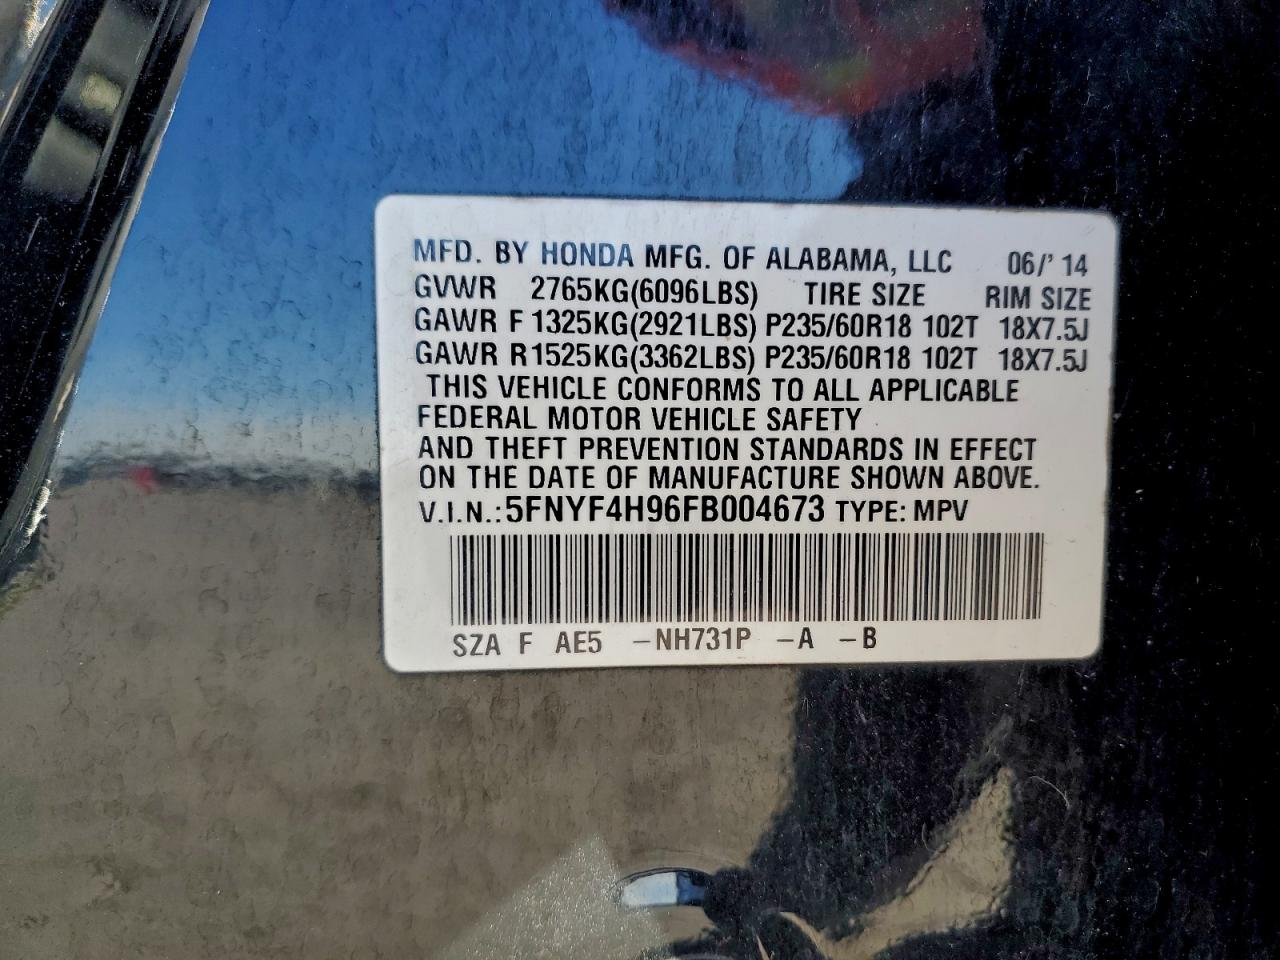 MFD. BY HONDA MFG. OF ALABAMA, LLC 06/' 14
GVWR 2765KG(6096LBS) TIRE SIZE RIM SIZE
GAWR F 1325KG(2921LBS) P235/60R18 102T 18X7.5J
GAWR R1525KG(3362LBS) P235/60R18 102T 18X7.5J
THIS VEHICLE CONFORMS TO ALL APPLICABLE
FEDERAL MOTOR VEHICLE SAFETY
AND THEFT PREVENTION STANDARDS IN EFFECT
ON THE DATE OF MANUFACTURE SHOWN ABOVE.
V.I.N.:5FNYF4H96FB004673 TYPE: MPV
SZA F AE5 -NH731P -A -B